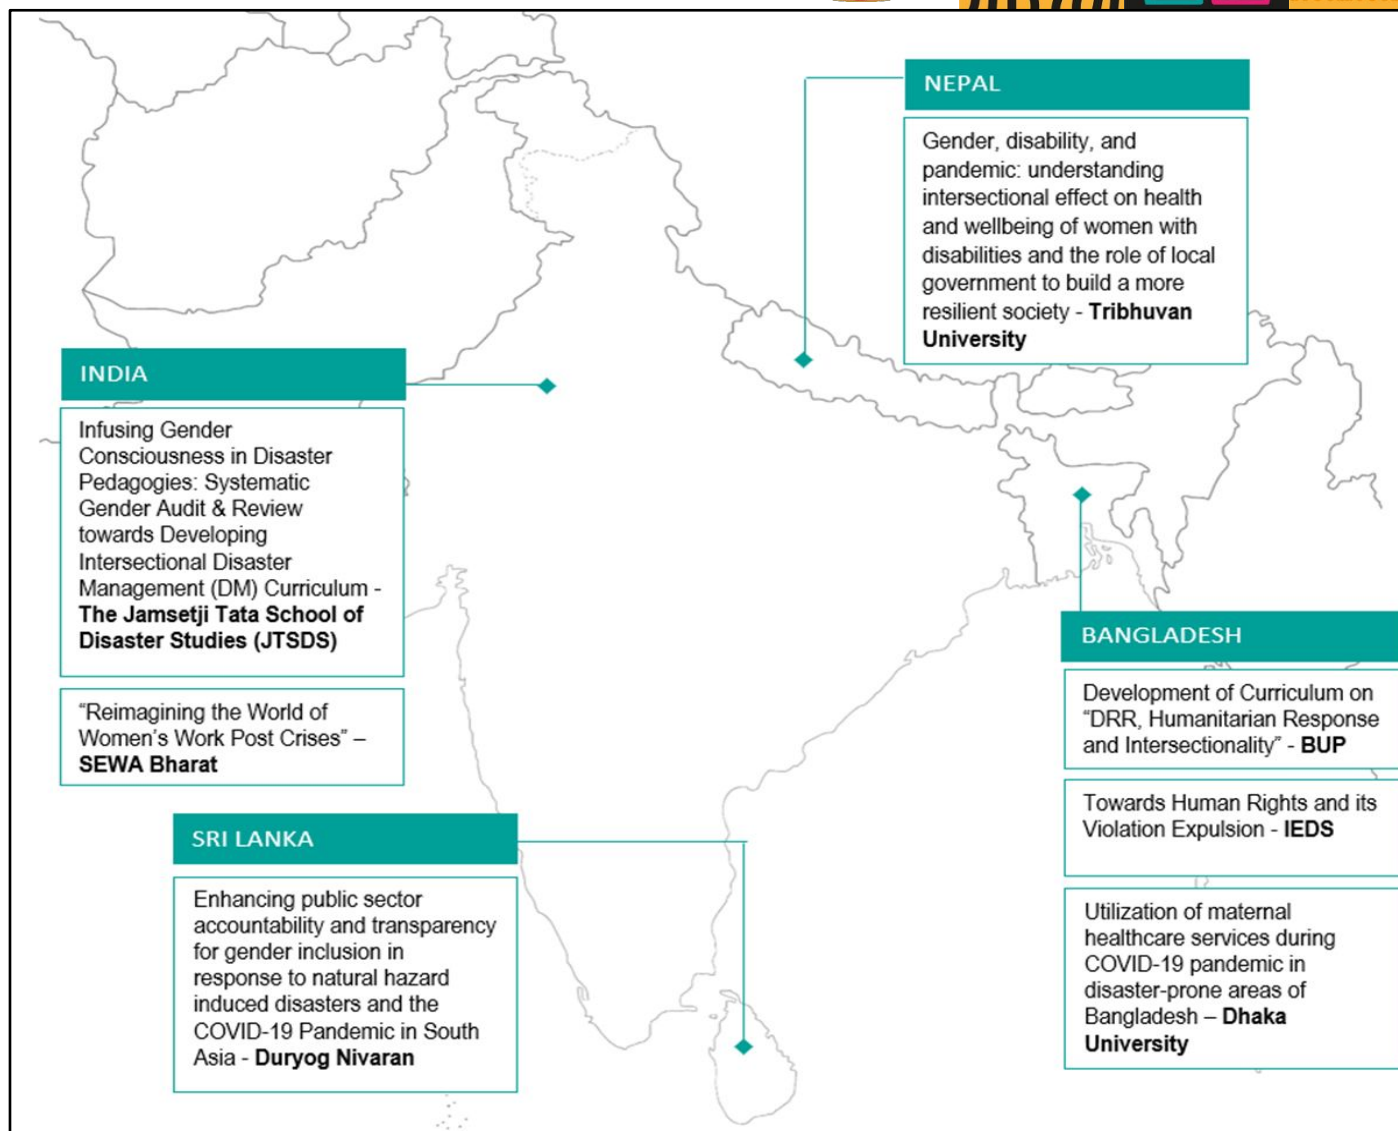 NEPAL
Gender, disability, and
pandemic: understanding
intersectional effect on health
and wellbeing of women with
disabilities and the role of local
government to build a more
resilient society - Tribhuvan
University
INDIA
Infusing Gender
Consciousness in Disaster
Pedagogies: Systematic
Gender Audit & Review
towards Developing
Intersectional Disaster
Management (DM) Curriculum -
The Jamsetji Tata School of
Disaster Studies (JTSDS)
“Reimagining the World of
Women’s Work Post Crises” –
SEWA Bharat
BANGLADESH
Development of Curriculum on
“DRR, Humanitarian Response
and Intersectionality” - BUP
Towards Human Rights and its
Violation Expulsion - IEDS
Utilization of maternal
healthcare services during
COVID-19 pandemic in
disaster-prone areas of
Bangladesh – Dhaka
University
SRI LANKA
Enhancing public sector
accountability and transparency
for gender inclusion in
response to natural hazard
induced disasters and the
COVID-19 Pandemic in South
Asia - Duryog Nivaran